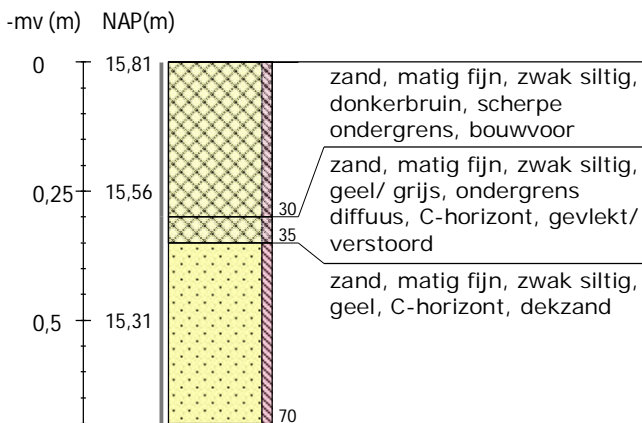 -mv (m) NAP(m)
0 15,81
zand, matig fijn, zwak siltig,
donkerbruin, scherpe
ondergrens, bouwvoor
zand, matig fijn, zwak siltig,
geel/ grijs, ondergrens
diffuus, C-horizont, gevlekt/
verstoord
0,25 15,56
30
35
zand, matig fijn, zwak siltig,
geel, C-horizont, dekzand
0,5 15,31
70